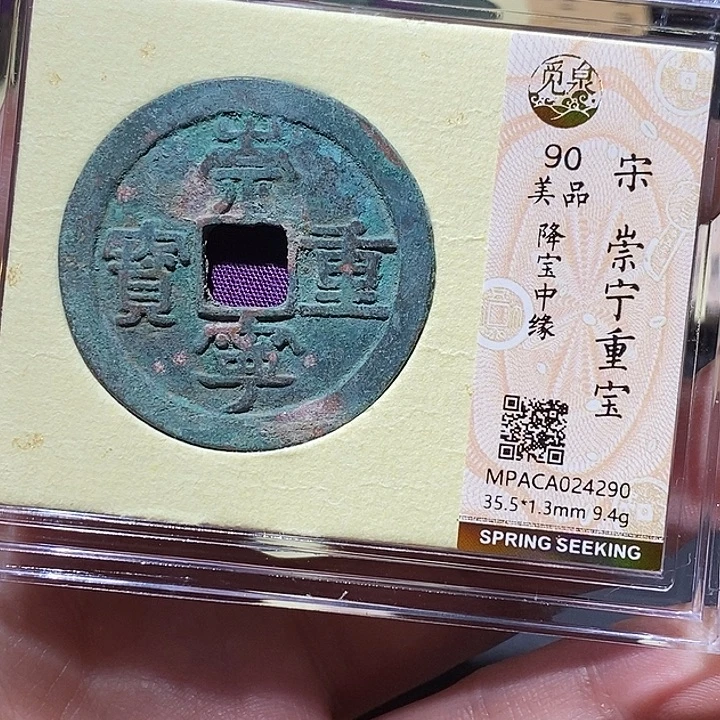 崇
重
寧
寳
觅泉
宋 崇宁重宝
90
美品
降宝中缘
MPACA024290
35.5*1.3mm 9.4g
SPRING SEEKING